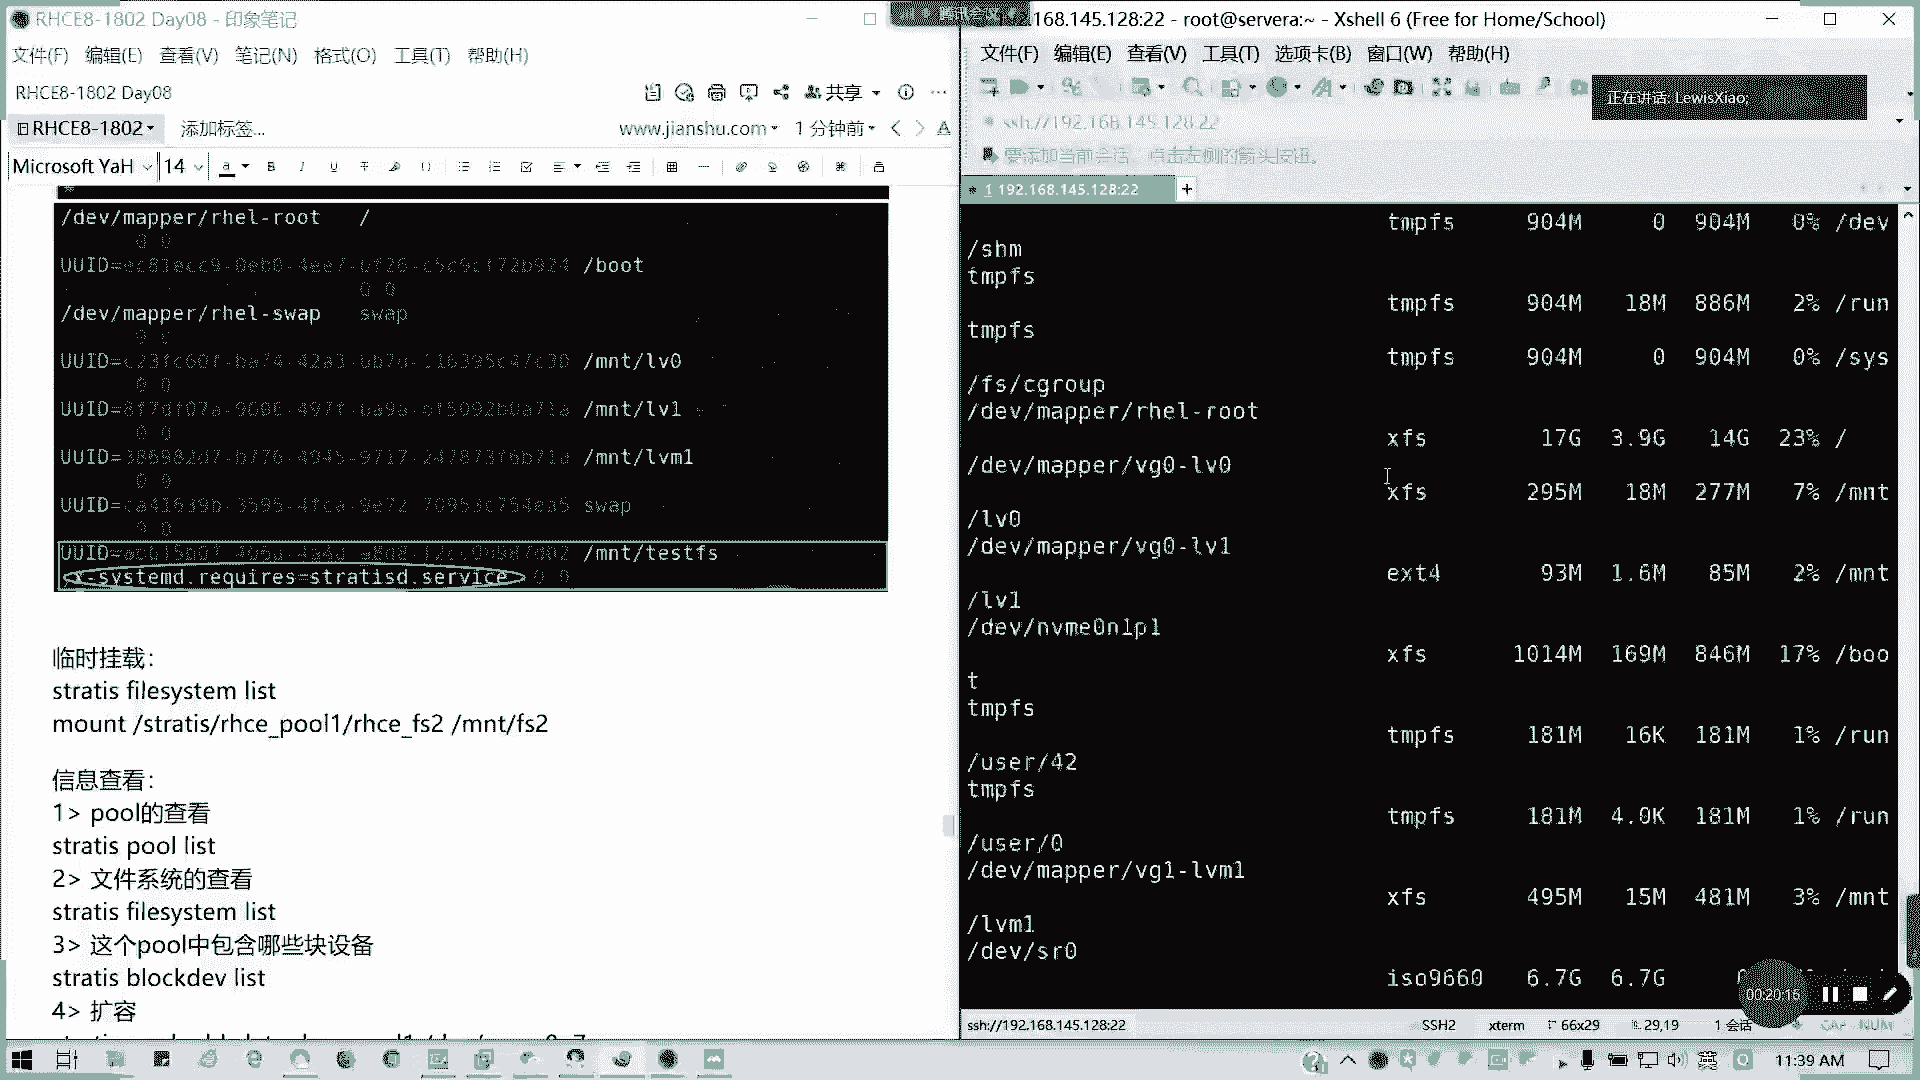 RHCE8-1802 Day08 - 印象笔记
文件(F) 编辑(E) 查看(V) 笔记(N) 格式(O) 工具(T) 帮助(H)
RHCE8-1802 Day08
共享
RHCE8-1802
添加标签...
www.jianshu.com
1 分钟前
Microsoft YaH
14
/dev/mapper/rhel-root /
0 0
/boot
0 0
/dev/mapper/rhel-swap swap
/mnt/lv0
0 0
/mnt/lv1
0 0
/mnt/lvm1
0 0
swap
0 0
/mnt/testfs
x-systemd.requires=stratisd.service 0 0
临时挂载：
stratis filesystem list
mount /stratis/rhce_pool1/rhce_fs2 /mnt/fs2
信息查看：
1> pool的查看
stratis pool list
2> 文件系统的查看
stratis filesystem list
3> 这个pool中包含哪些块设备
stratis blockdev list
4> 扩容
168.145.128:22 - root@servera:~ - Xshell 6 (Free for Home/School)
文件(F) 编辑(E) 查看(V) 工具(T) 选项卡(B) 窗口(W) 帮助(H)
正在讲话: LewisXiao;
ssh://192.168.145.128:22
要添加当前会话，点击左侧的箭头按钮。
1 192.168.145.128:22
tmpfs 904M 0 904M 0% /dev
/shm
tmpfs
tmpfs 904M 18M 886M 2% /run
tmpfs
tmpfs 904M 0 904M 0% /sys
/fs/cgroup
/dev/mapper/rhel-root
xfs 17G 3.9G 14G 23% /
/dev/mapper/vg0-lv0
xfs 295M 18M 277M 7% /mnt
/lv0
/dev/mapper/vg0-lv1
ext4 93M 1.6M 85M 2% /mnt
/lv1
/dev/nvme0n1p1
xfs 1014M 169M 846M 17% /boo
t
tmpfs
tmpfs 181M 16K 181M 1% /run
/user/42
tmpfs
tmpfs 181M 4.0K 181M 1% /run
/user/0
/dev/mapper/vg1-lvm1
xfs 495M 15M 481M 3% /mnt
/lvm1
/dev/sr0
iso9660 6.7G 6.7G
00:20:15
ssh://192.168.145.128:22
SSH2 xterm 66x29 29,19 1 会话 CAP NUM
英
11:39 AM